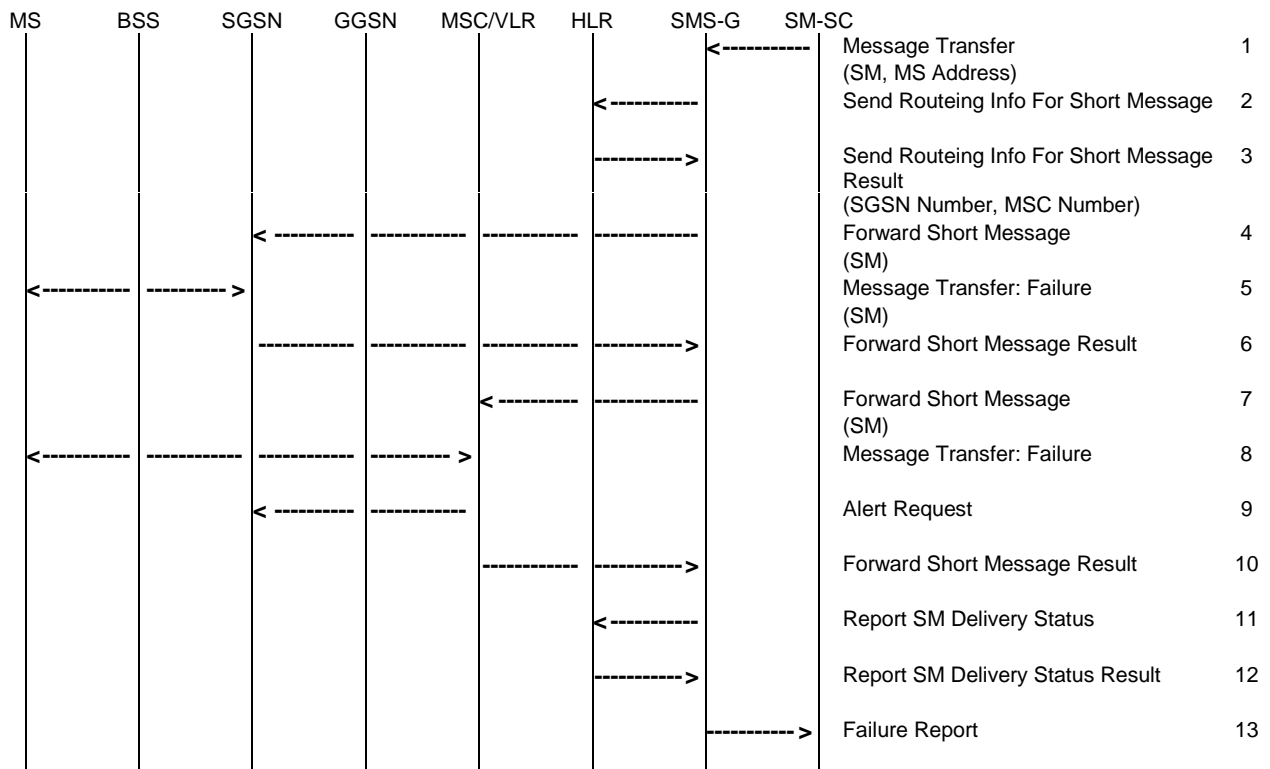 MS BSS SGSN GGSN MSC/VLR HLR SMS-G SM-SC
Message Transfer 1
(SM, MS Address)
Send Routeing Info For Short Message 2
Send Routeing Info For Short Message 3
Result
(SGSN Number, MSC Number)
Forward Short Message 4
(SM)
Message Transfer: Failure 5
(SM)
Forward Short Message Result 6
Forward Short Message 7
(SM)
Message Transfer: Failure 8
Alert Request 9
Forward Short Message Result 10
Report SM Delivery Status 11
Report SM Delivery Status Result 12
Failure Report 13